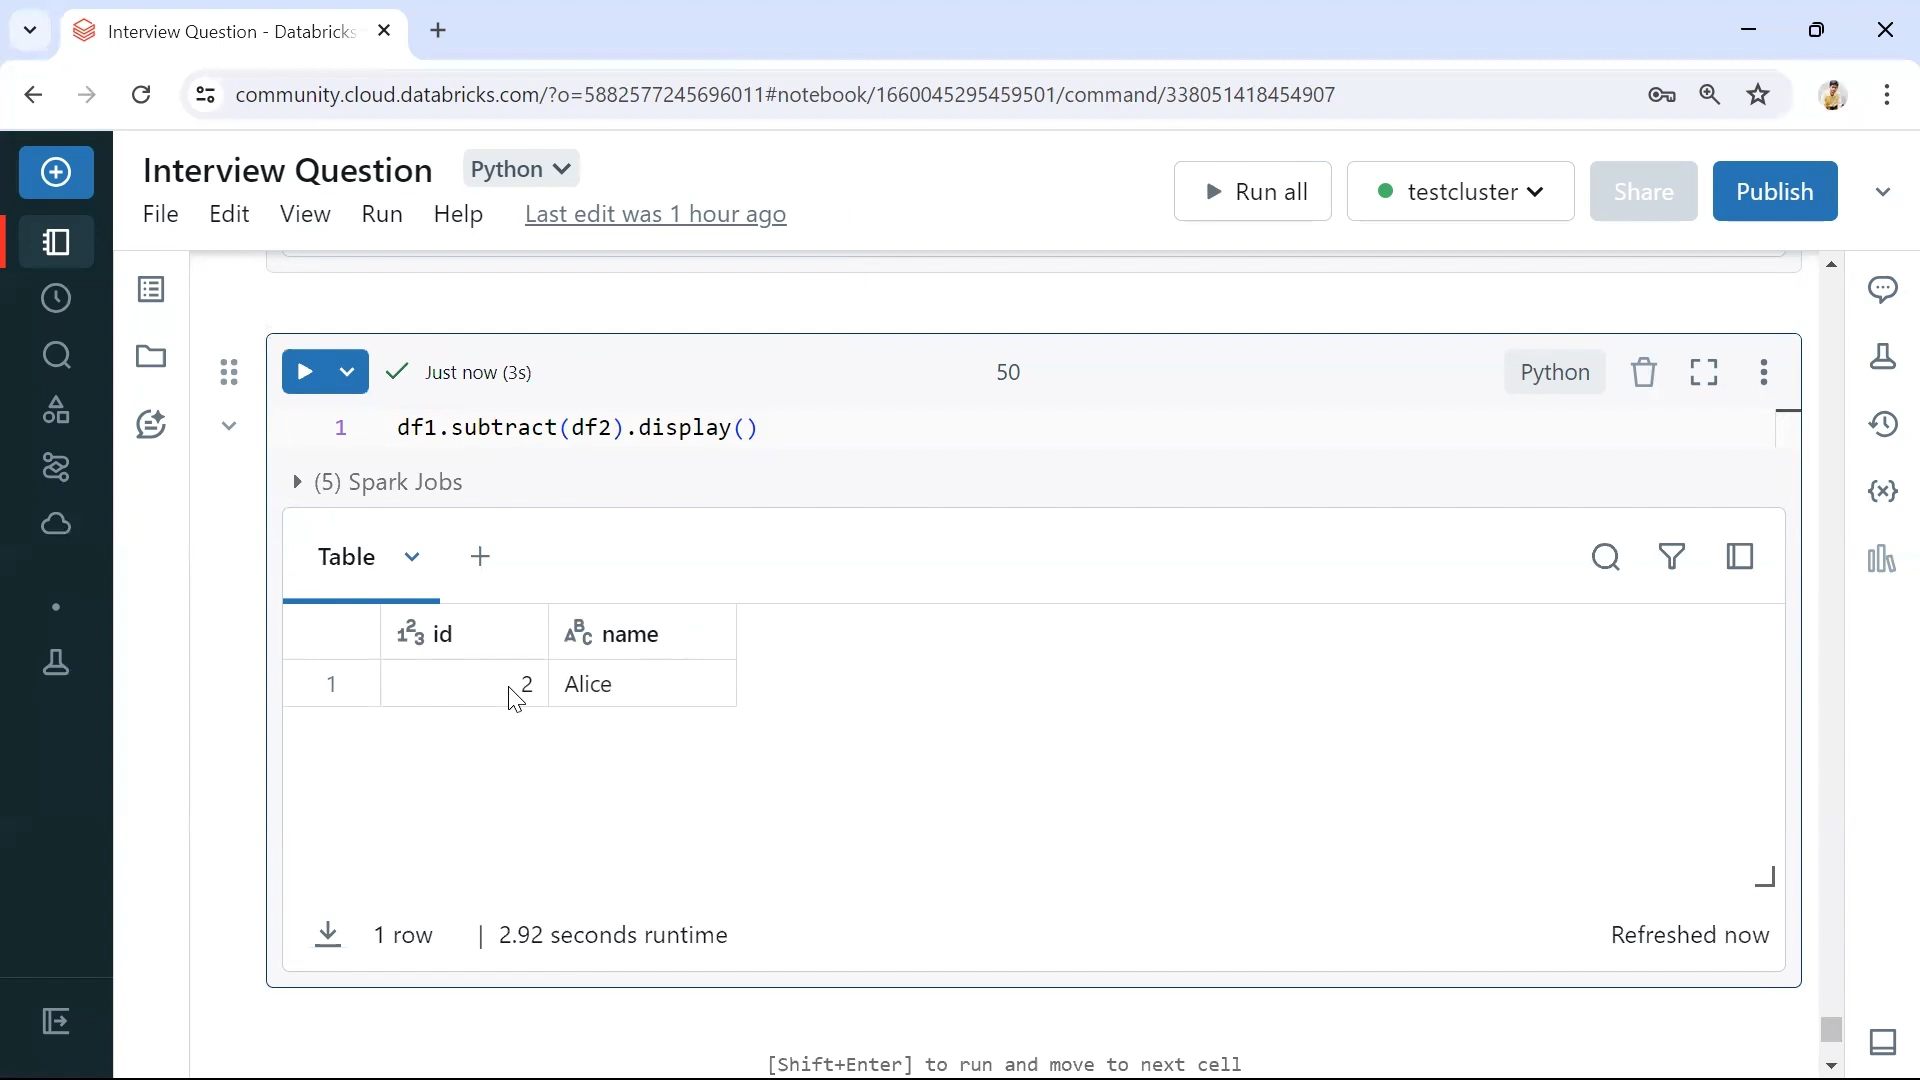 Interview Question - Databricks
community.cloud.databricks.com/?o=5882577245696011#notebook/1660045295459501/command/338051418454907
Interview Question Python
File Edit View Run Help Last edit was 1 hour ago
Run all testcluster Share Publish
Just now (3s) 50 Python
1 df1.subtract(df2).display()
(5) Spark Jobs
Table
123 id ABC name
1 2 Alice
1 row | 2.92 seconds runtime Refreshed now
[Shift+Enter] to run and move to next cell